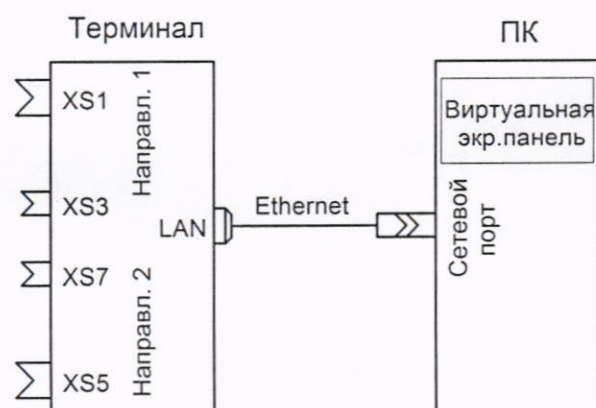 Терминал
ПК
XS1
Направл. 1
XS3
LAN
XS7
Направл. 2
XS5
Ethernet
Виртуальная
экр.панель
Сетевой
порт